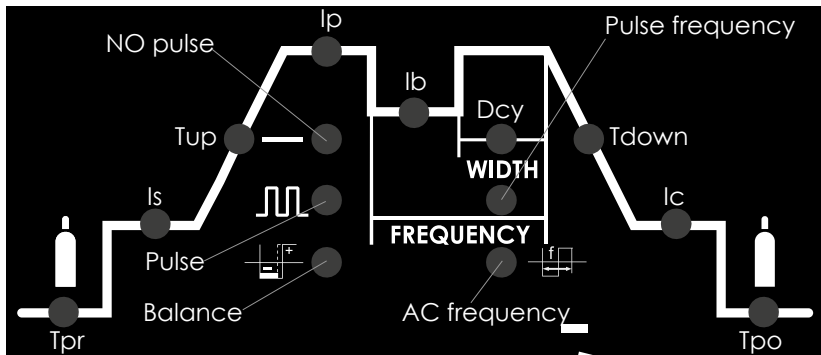 Ip
NO pulse
Pulse frequency
Ib
Dcy
Tup
Tdown
WIDTH
Is
Ic
FREQUENCY
+
f
Pulse
Balance
AC frequency
Tpr
Tpo